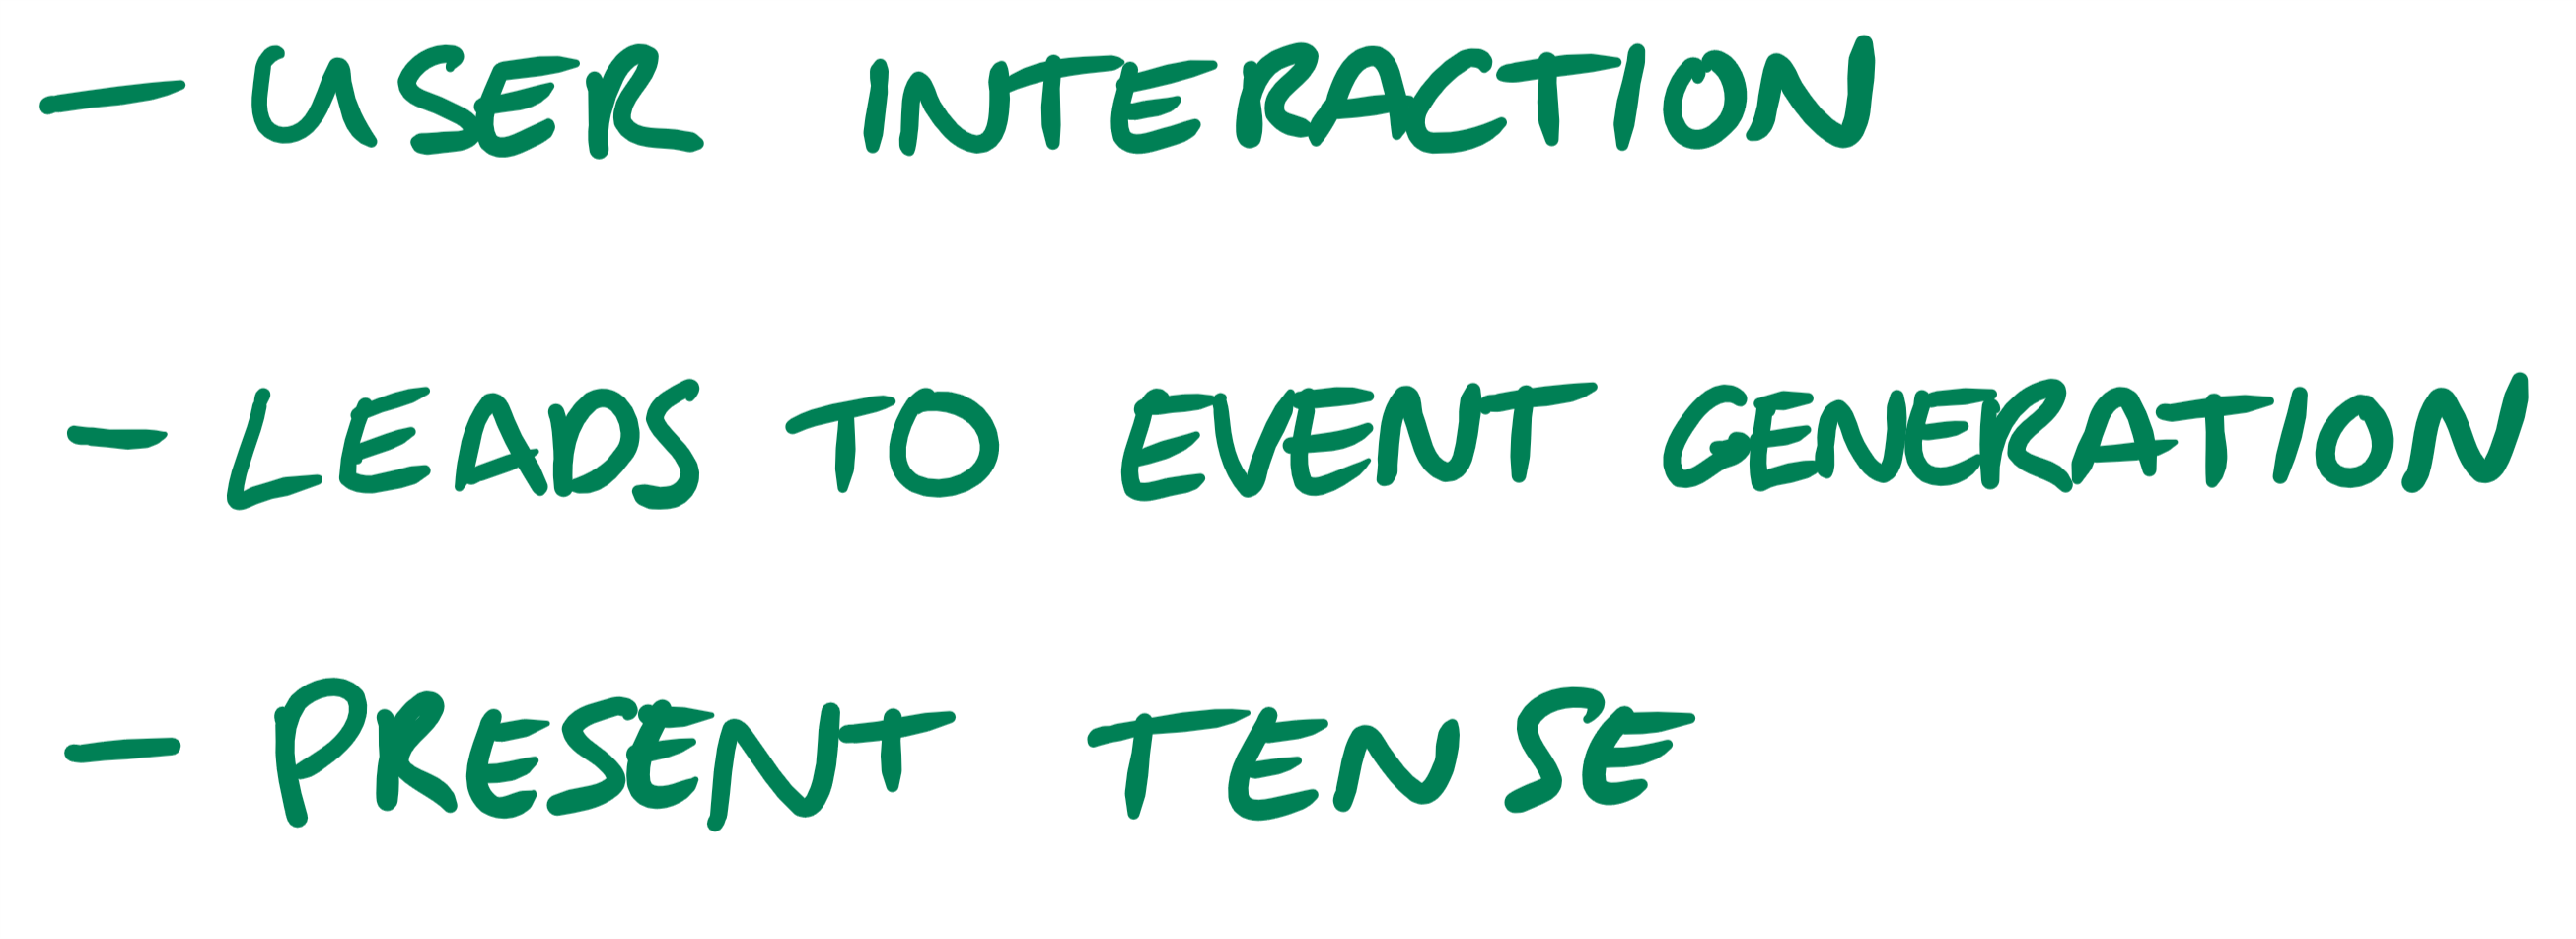 - USER INTERACTION
- LEADS TO EVENT GENERATION
- PRESENT TENSE